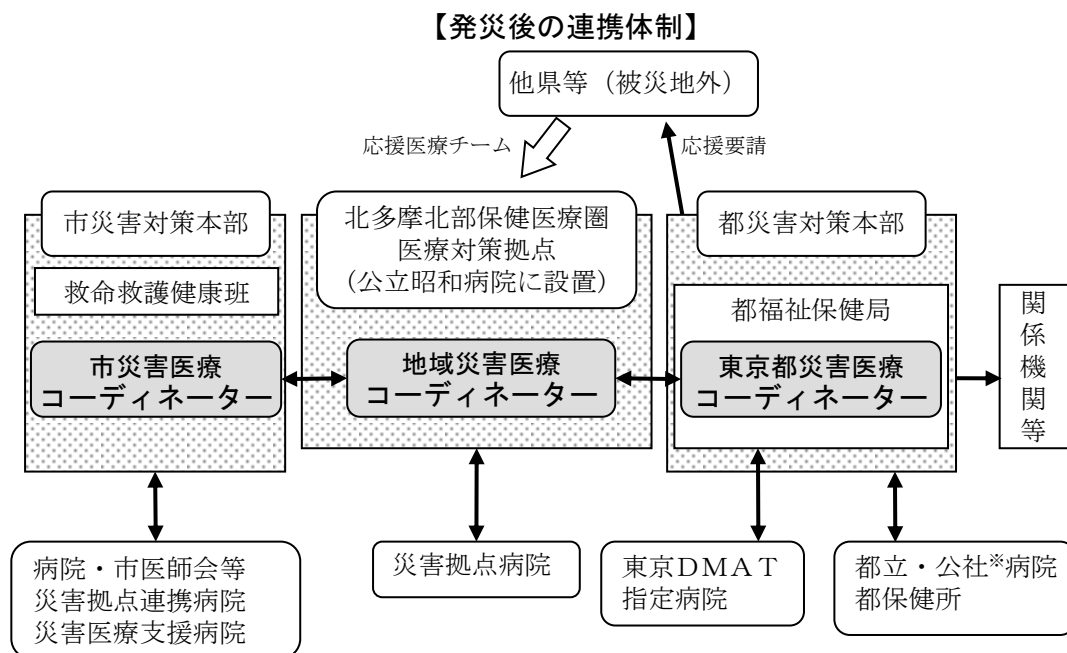 【発災後の連携体制】
他県等（被災地外）
応援医療チーム
応援要請
市災害対策本部
救命救護健康班
市災害医療
コーディネーター
北多摩北部保健医療圏
医療対策拠点
（公立昭和病院に設置）
地域災害医療
コーディネーター
都災害対策本部
都福祉保健局
東京都災害医療
コーディネーター
関係機関等
病院・市医師会等
災害拠点連携病院
災害医療支援病院
災害拠点病院
東京ＤＭＡＴ
指定病院
都立・公社※病院
都保健所